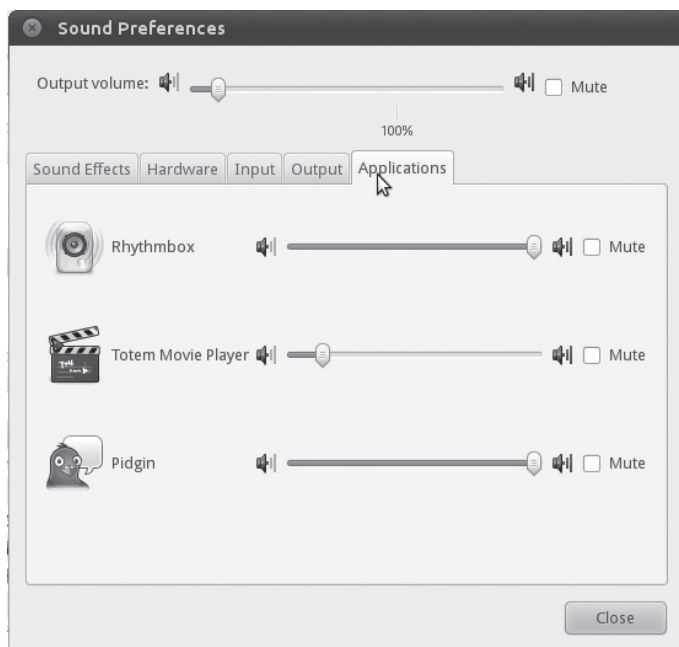 Sound Preferences
Output volume:
Mute
100%
Sound Effects
Hardware
Input
Output
Applications
Rhythmbox
Mute
Totem Movie Player
Mute
Pidgin
Mute
Close